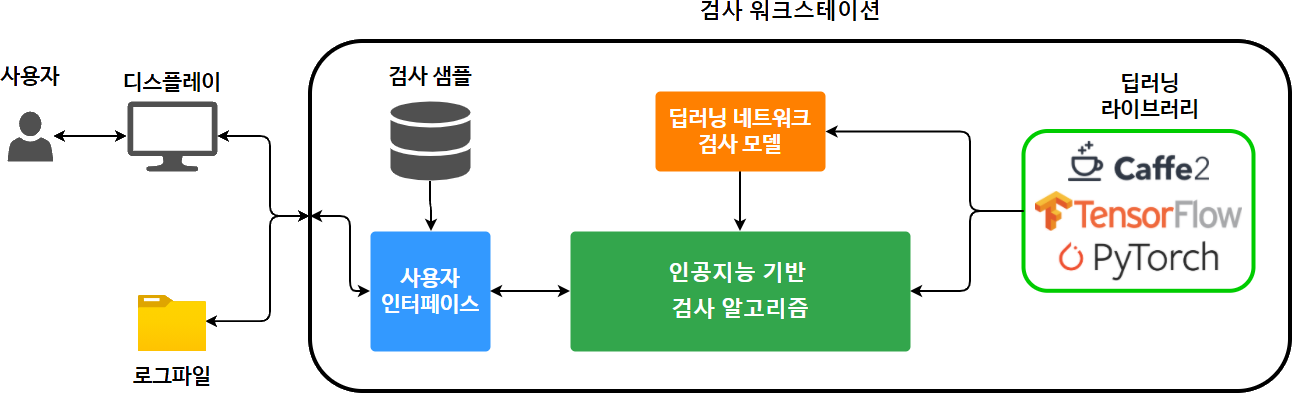 검사 워크스테이션
사용자
디스플레이
검사 샘플
딥러닝 네트워크
검사 모델
딥러닝
라이브러리
Caffe2
TensorFlow
PyTorch
사용자
인터페이스
인공지능 기반
검사 알고리즘
로그파일